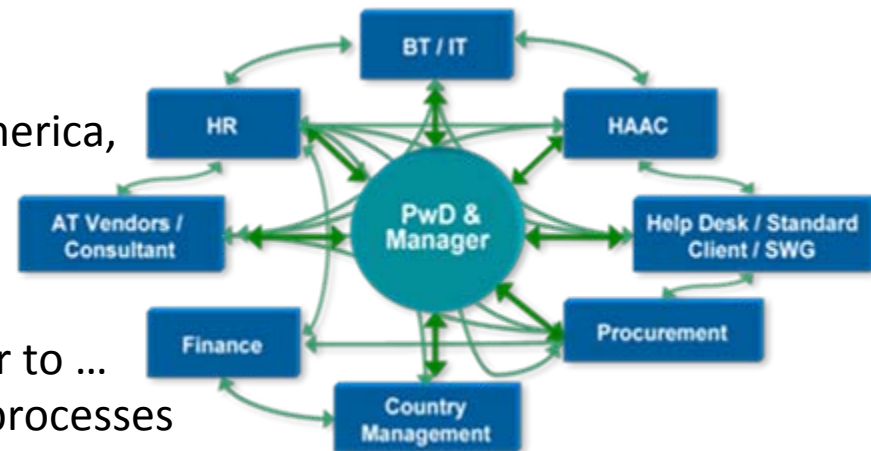 BT / IT
HR
HAAC
merica,
PwD &
Manager
AT Vendors /
Consultant
Help Desk / Standard
Client / SWG
Finance
Procurement
r to …
processes
Country
Management